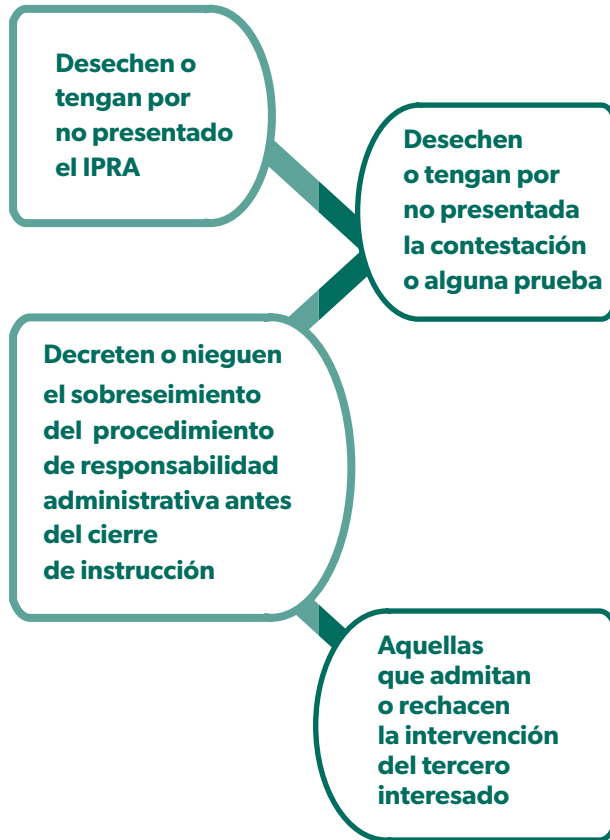 Desechen o
tengan por
no presentado
el IPRA
Desechen
o tengan por
no presentada
la contestación
o alguna prueba
Decreten o nieguen
el sobreseimiento
del procedimiento
de responsabilidad
administrativa antes
del cierre
de instrucción
Aquellas
que admitan
o rechacen
la intervención
del tercero
interesado